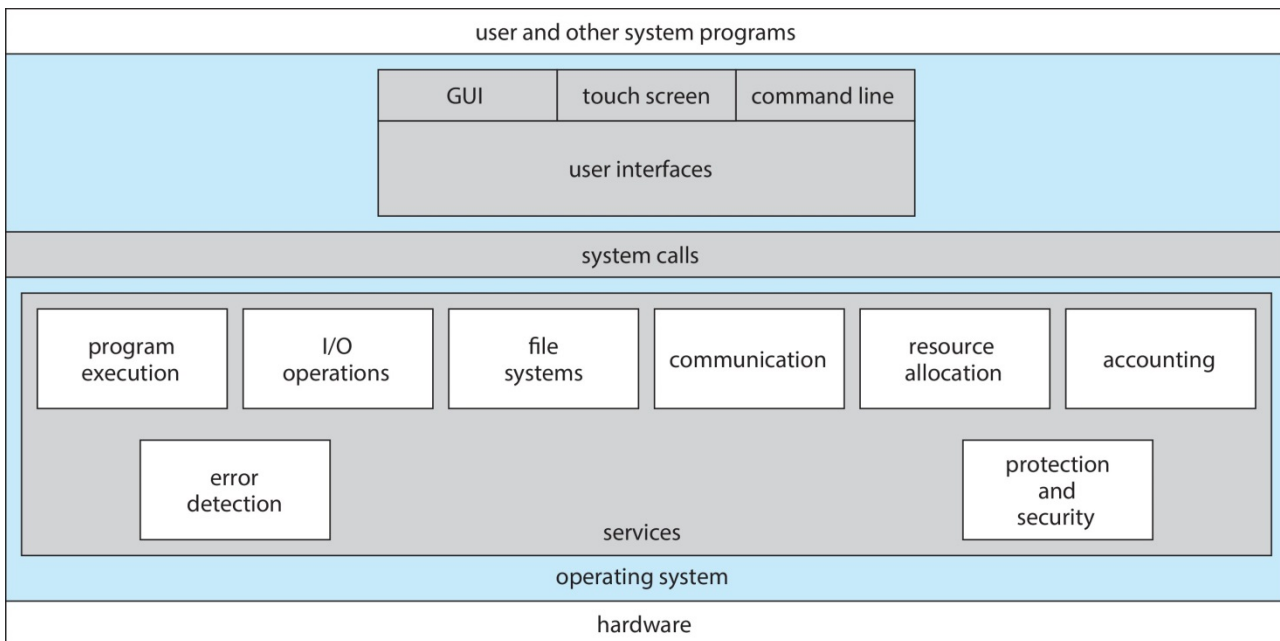 user and other system programs
GUI
touch screen
command line
user interfaces
system calls
program
execution
I/O
operations
file
systems
communication
resource
allocation
accounting
error
detection
protection
and
security
services
operating system
hardware